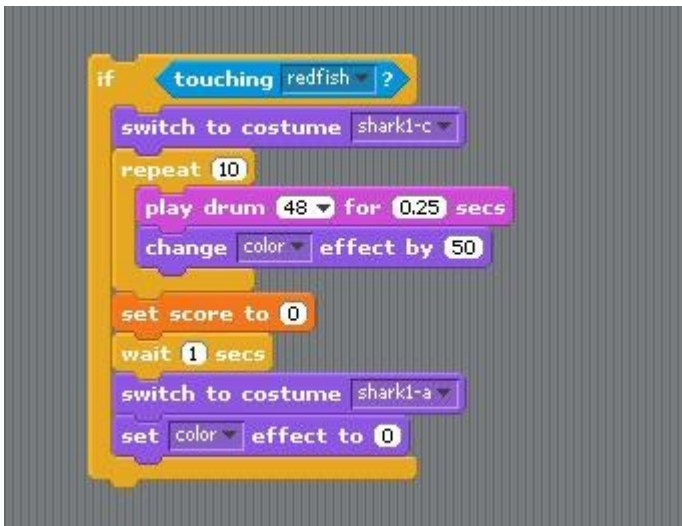 if touching redfish ?
switch to costume shark1-c
repeat 10
play drum 48 for 0.25 secs
change color effect by 50
set score to 0
wait 1 secs
switch to costume shark1-a
set color effect to 0